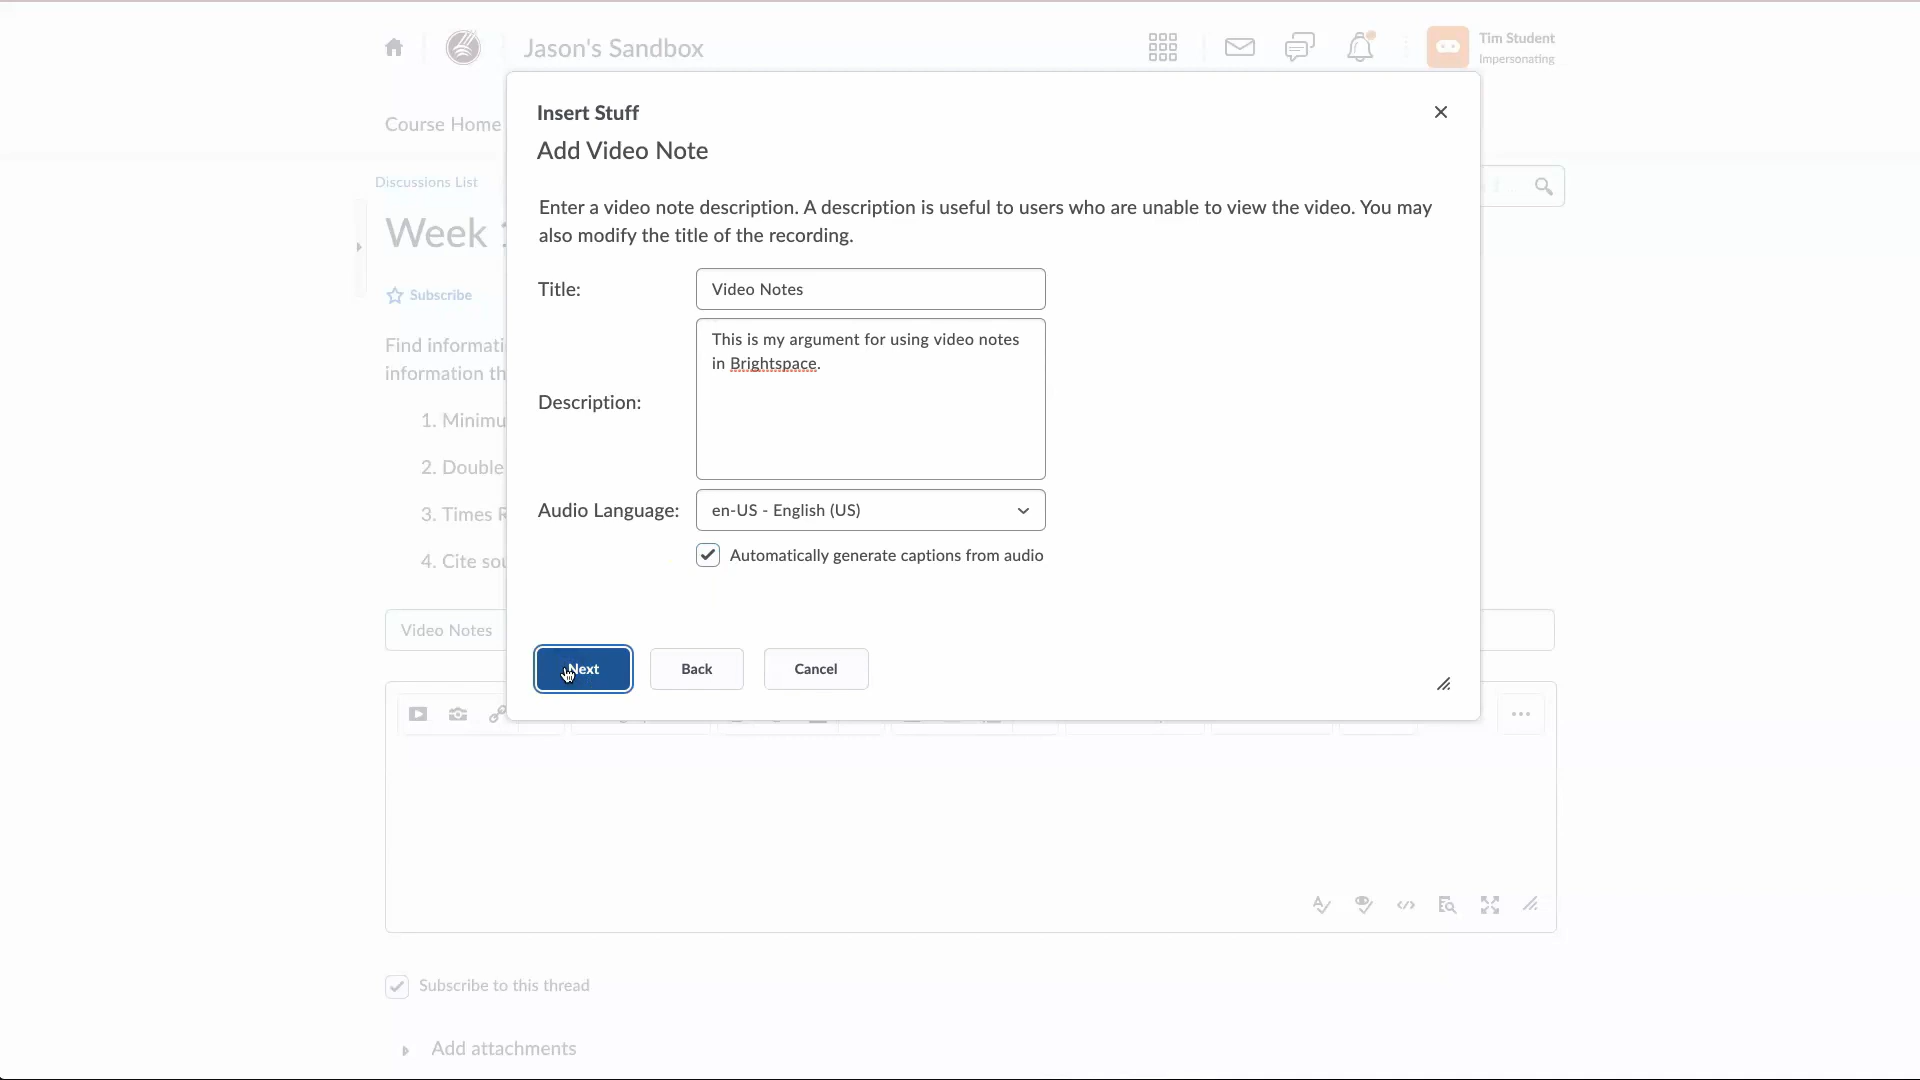 Jason's Sandbox
Tim Student
Impersonating
Course Home
Insert Stuff
Add Video Note
Discussions List
Week
Subscribe
Find informati
information th
1. Minimu
2. Double
3. Times R
4. Cite sou
Enter a video note description. A description is useful to users who are unable to view the video. You may
also modify the title of the recording.
Title:
Video Notes
Description:
This is my argument for using video notes
in Brightspace.
Audio Language:
en-US - English (US)
Automatically generate captions from audio
Next
Back
Cancel
Video Notes
Subscribe to this thread
Add attachments